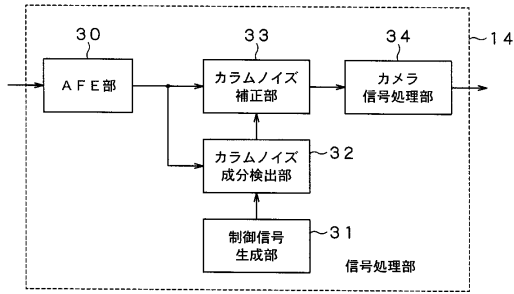 30
33
34
14
AFE部
カラムノイズ
補正部
カメラ
信号処理部
カラムノイズ
成分検出部
32
制御信号
生成部
31
信号処理部